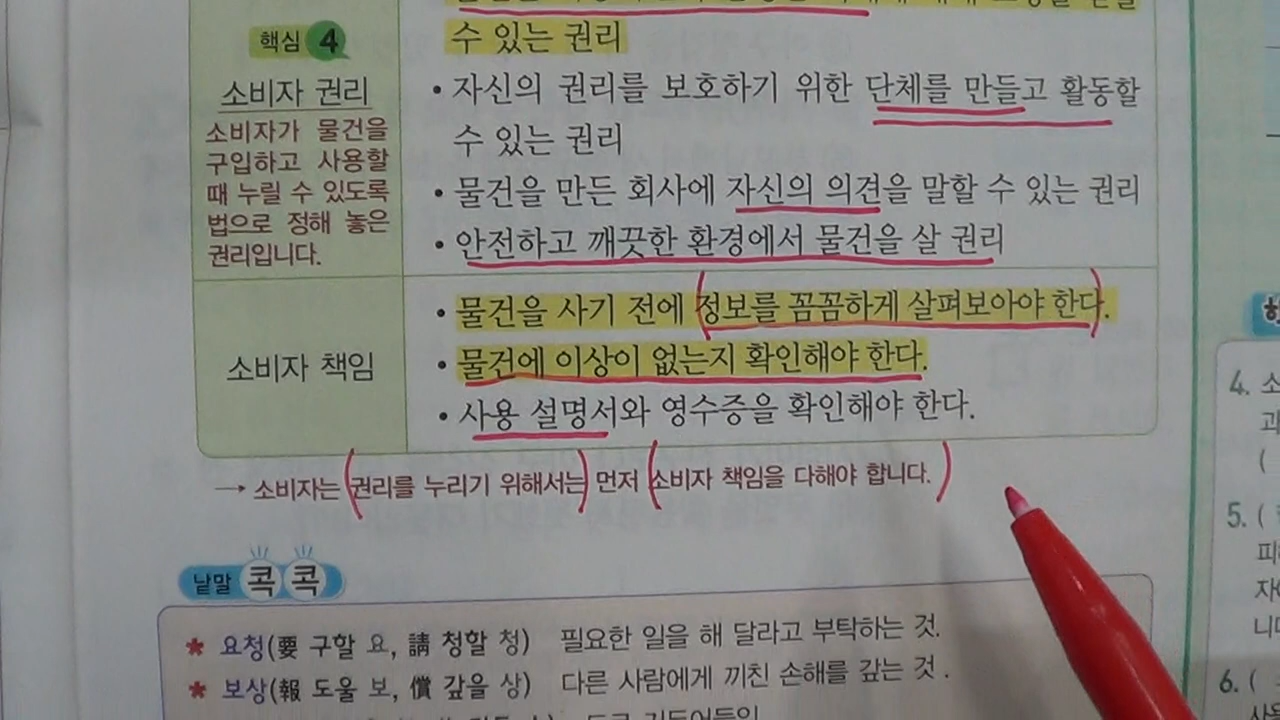 수 있는 권리
핵심 4
소비자 권리
소비자가 물건을
구입하고 사용할
때 누릴 수 있도록
법으로 정해 놓은
권리입니다.
• 자신의 권리를 보호하기 위한 단체를 만들고 활동할
수 있는 권리
• 물건을 만든 회사에 자신의 의견을 말할 수 있는 권리
• 안전하고 깨끗한 환경에서 물건을 살 권리
소비자 책임
• 물건을 사기 전에 정보를 꼼꼼하게 살펴보아야 한다.
• 물건에 이상이 없는지 확인해야 한다.
• 사용 설명서와 영수증을 확인해야 한다.
→ 소비자는 권리를 누리기 위해서는 먼저 소비자 책임을 다해야 합니다.
낱말 콕콕
* 요청(要 구할 요, 請 청할 청) 필요한 일을 해 달라고 부탁하는 것.
* 보상(報 도울 보, 償 갚을 상) 다른 사람에게 끼친 손해를 갚는 것.
4. 소
과
(
5. (
피
자
니
6. (